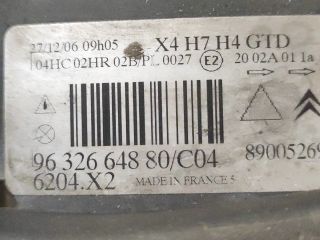 27/12/06 09h05 X4 H7 H4 GTD
04HC 02HR 02B/PL 0027 E2 20 02A 01 1a
96 326 648 80/C04 89005269
6204.X2 MADE IN FRANCE 5